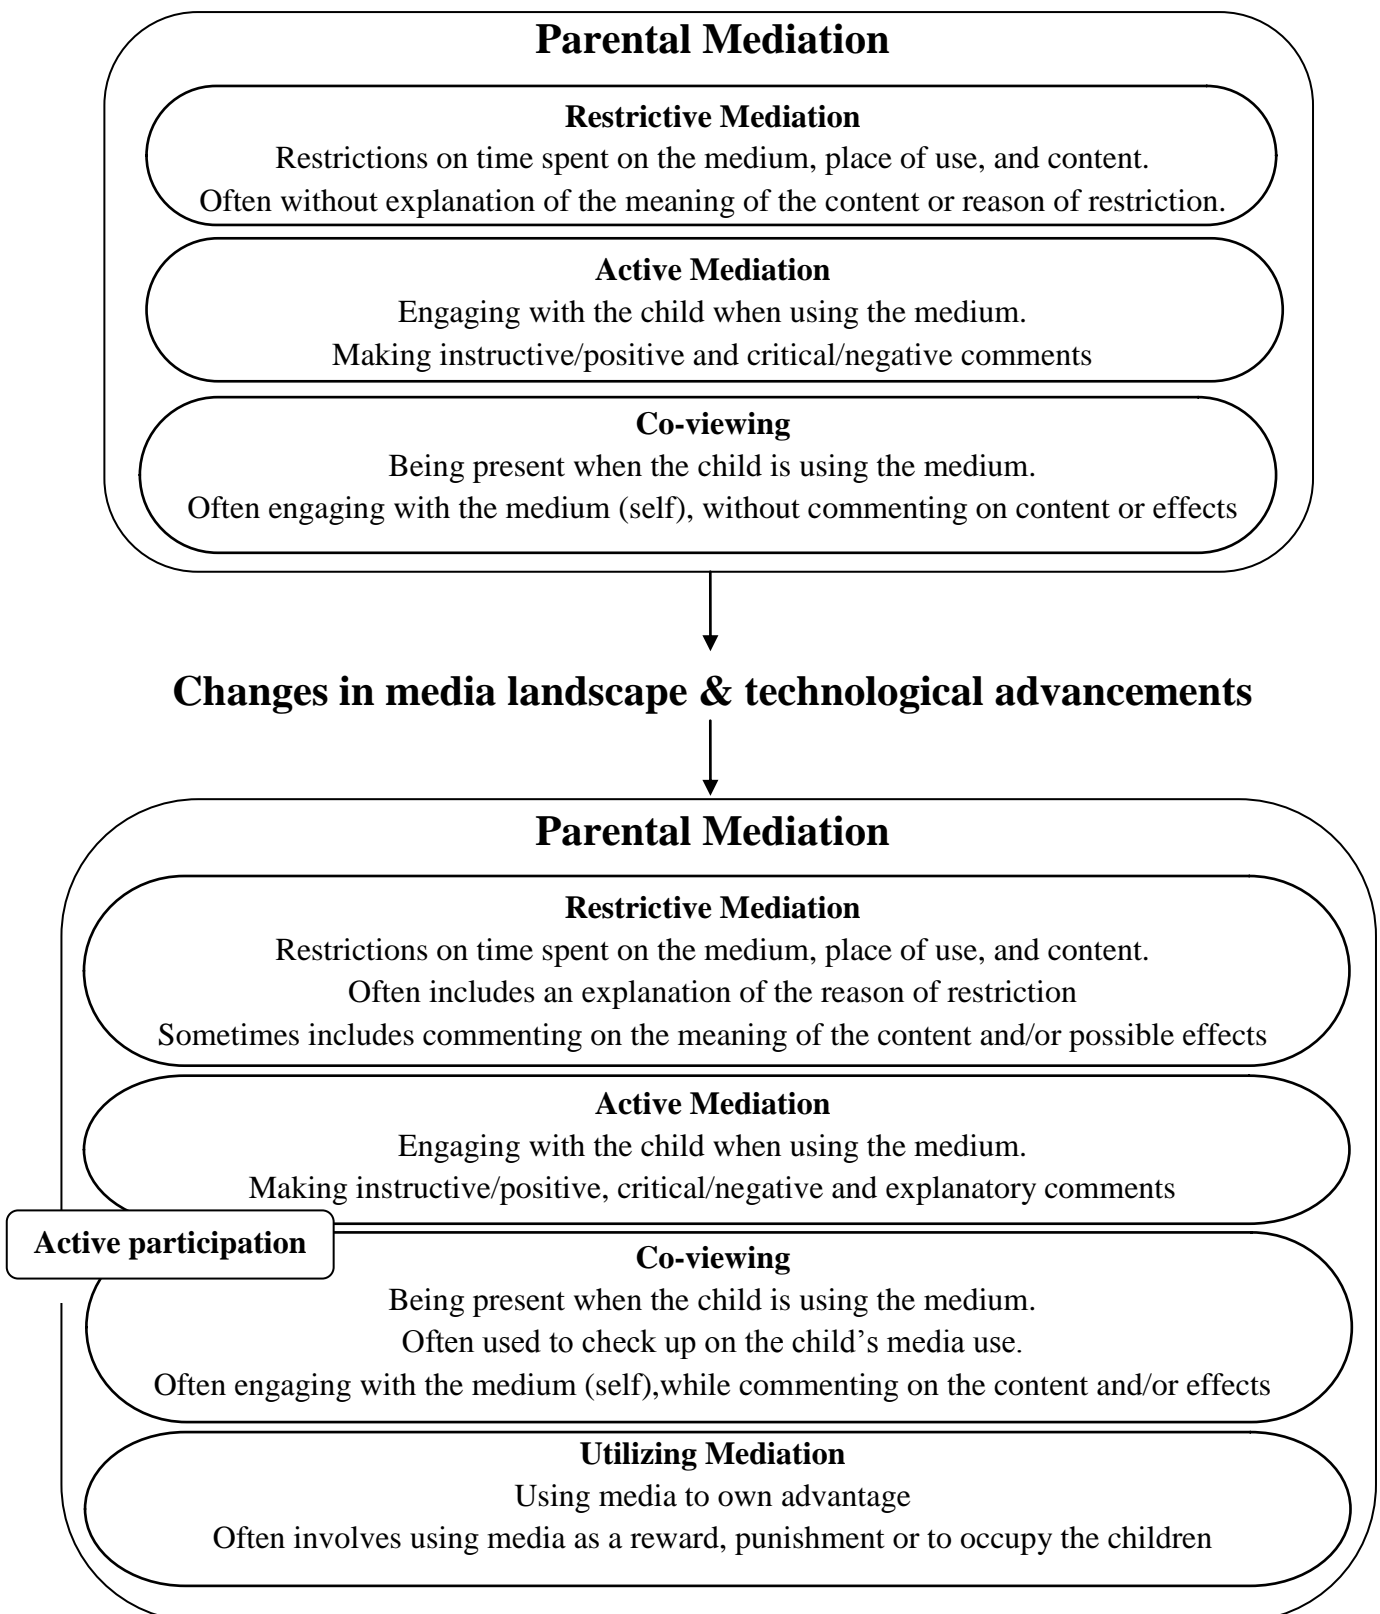 Parental Mediation
Restrictive Mediation
Restrictions on time spent on the medium, place of use, and content.
Often without explanation of the meaning of the content or reason of restriction.
Active Mediation
Engaging with the child when using the medium.
Making instructive/positive and critical/negative comments
Co-viewing
Being present when the child is using the medium.
Often engaging with the medium (self), without commenting on content or effects
Changes in media landscape & technological advancements
Parental Mediation
Restrictive Mediation
Restrictions on time spent on the medium, place of use, and content.
Often includes an explanation of the reason of restriction
Sometimes includes commenting on the meaning of the content and/or possible effects
Active Mediation
Engaging with the child when using the medium.
Making instructive/positive, critical/negative and explanatory comments
Active participation
Co-viewing
Being present when the child is using the medium.
Often used to check up on the child’s media use.
Often engaging with the medium (self),while commenting on the content and/or effects
Utilizing Mediation
Using media to own advantage
Often involves using media as a reward, punishment or to occupy the children